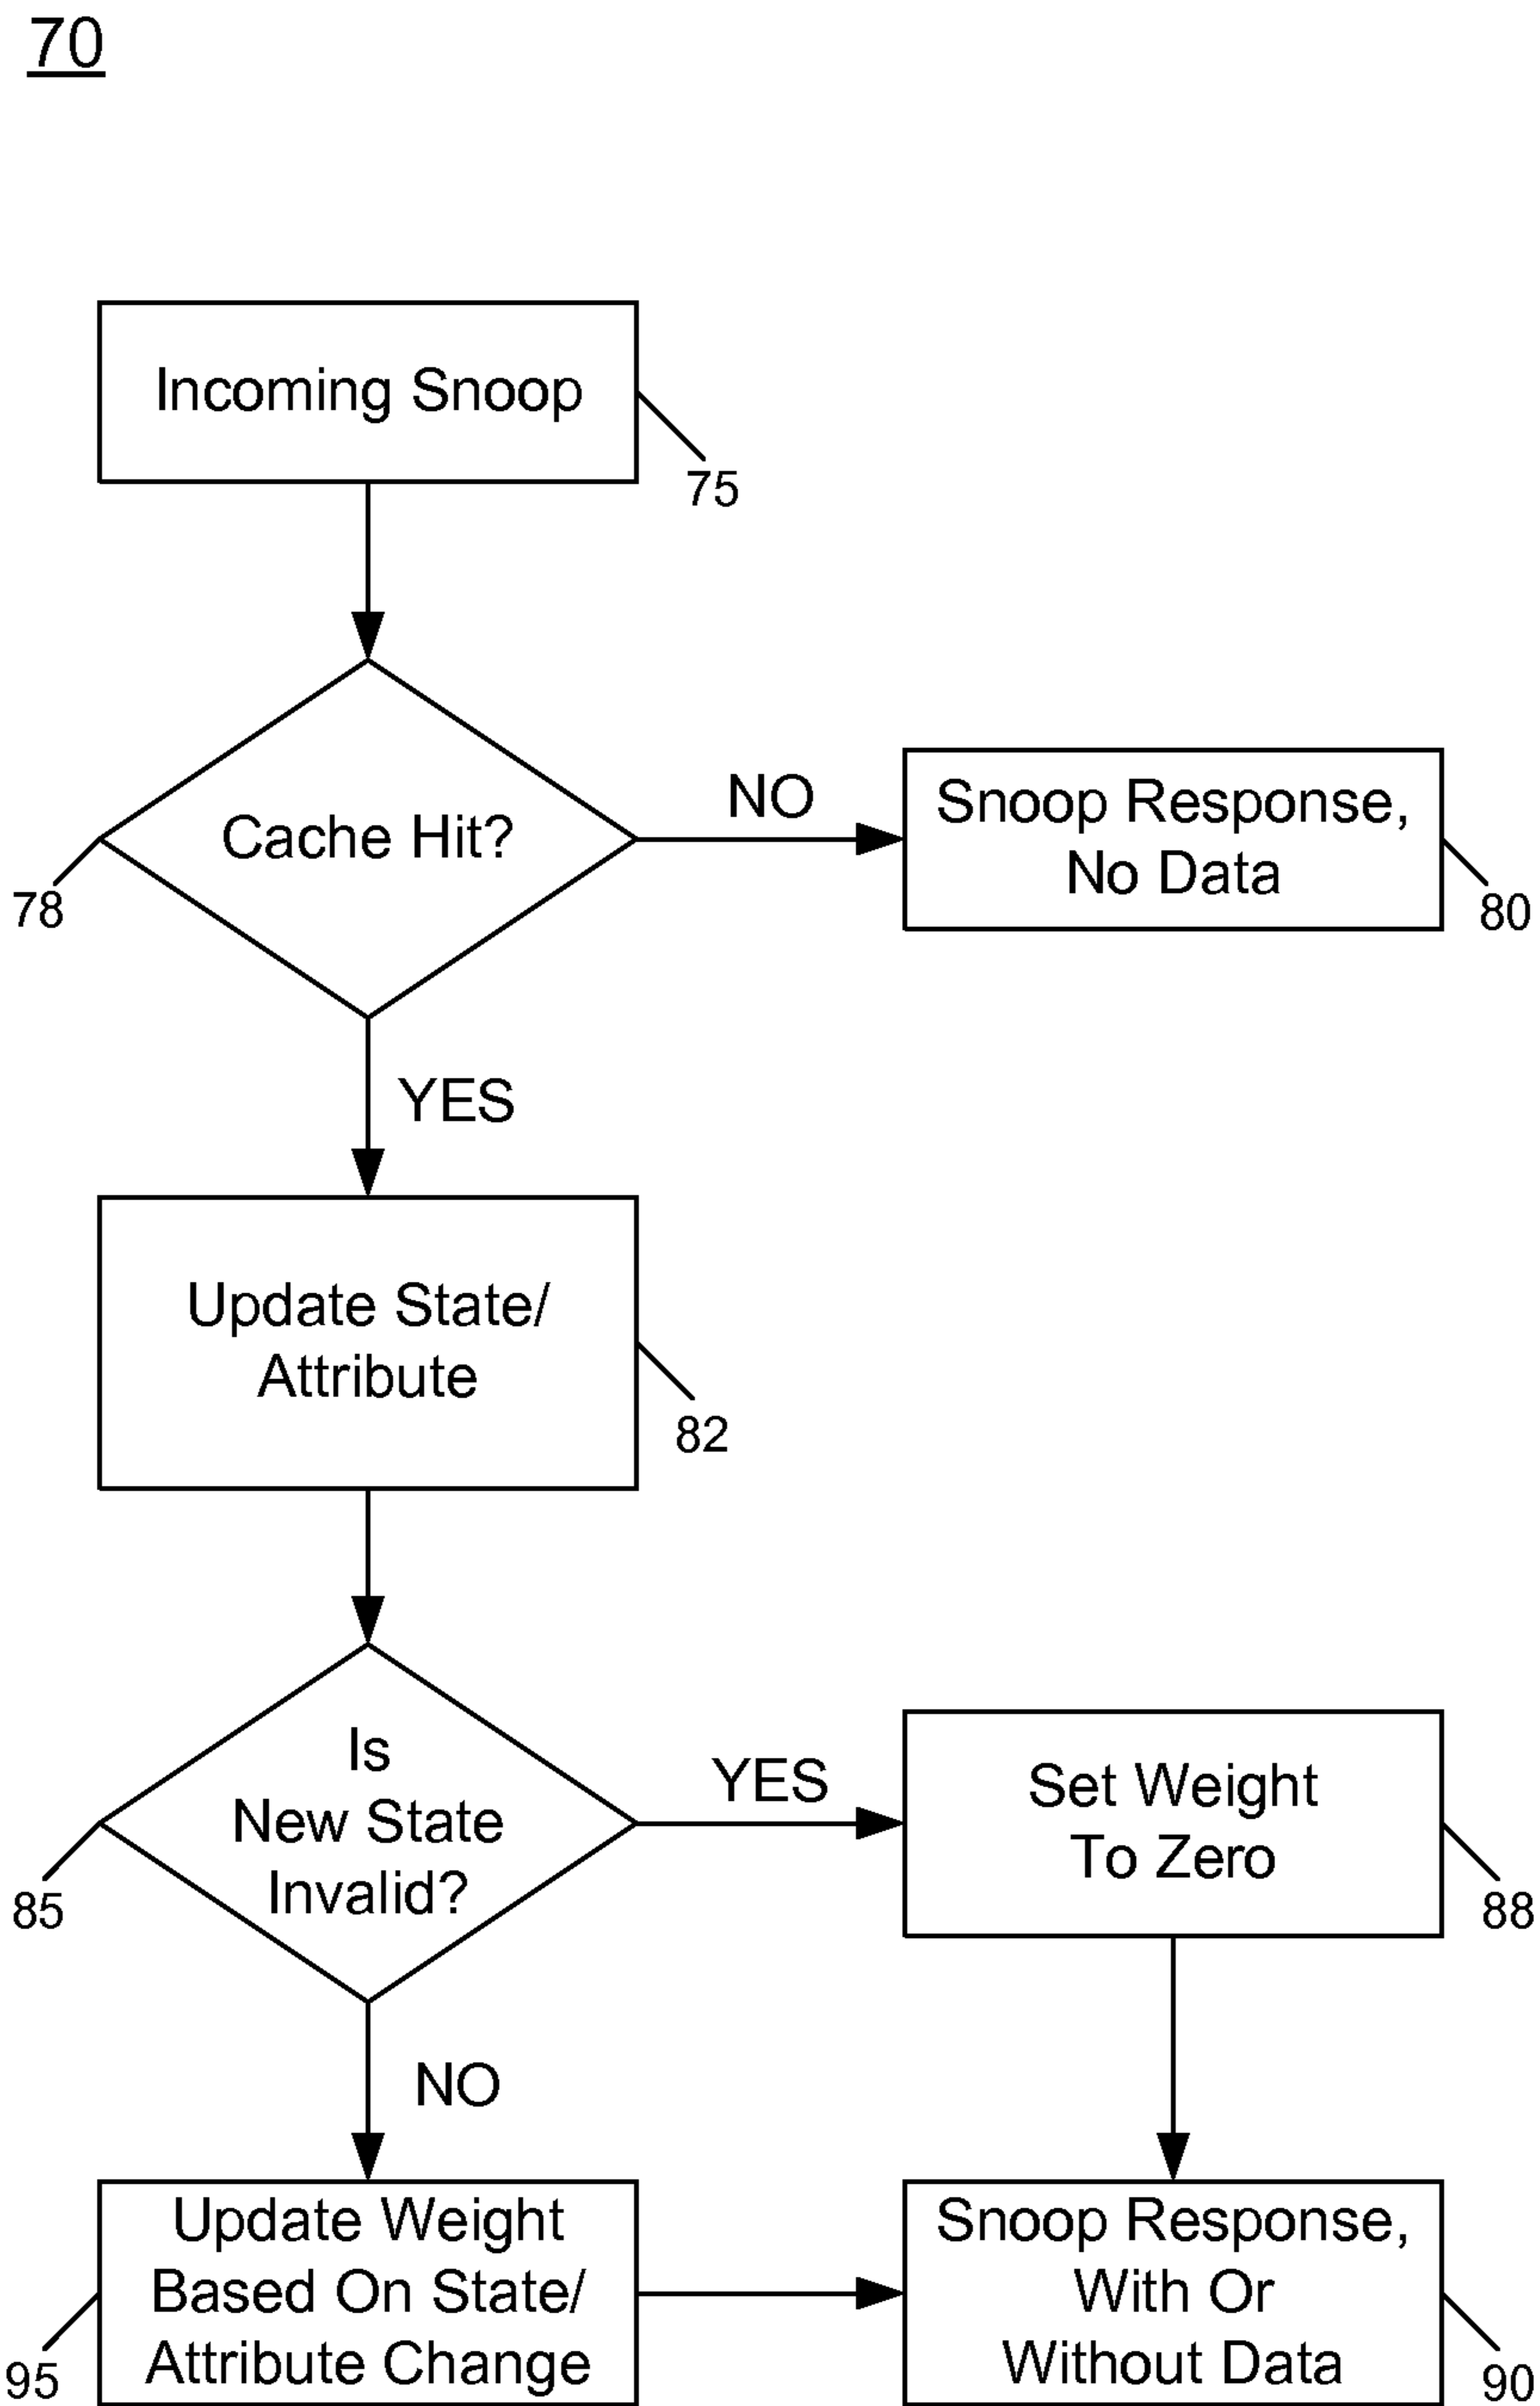 70
Incoming Snoop
75
Cache Hit?
78
NO
Snoop Response,
No Data
80
YES
Update State/
Attribute
82
Is
New State
Invalid?
85
YES
Set Weight
To Zero
88
NO
Update Weight
Based On State/
Attribute Change
95
Snoop Response,
With Or
Without Data
90